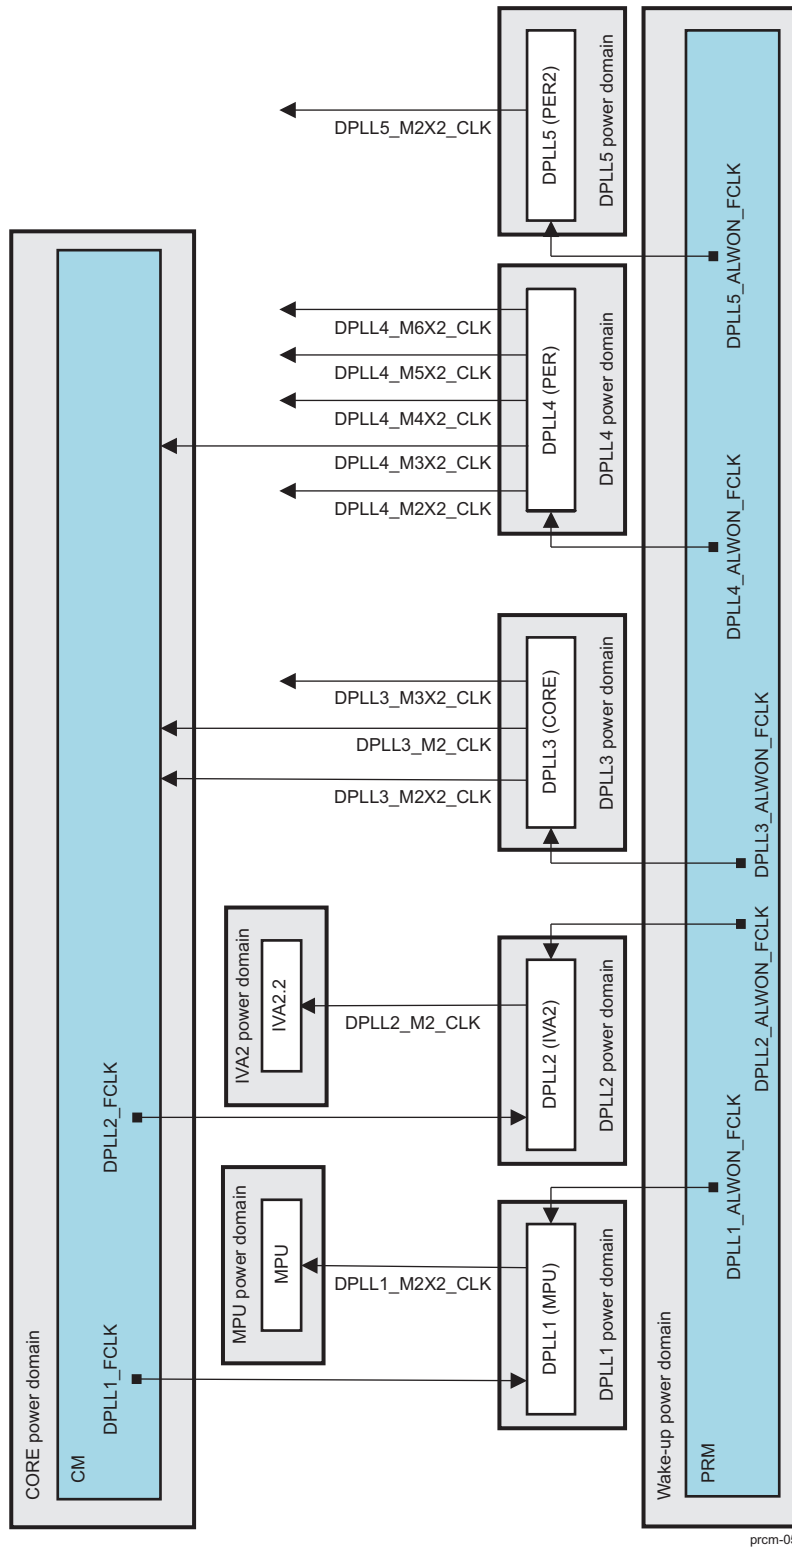 DPLL5_M2X2_CLK
DPLL5 (PER2)
DPLL5 power domain
DPLL5_ALWON_FCLK
DPLL4_M6X2_CLK
DPLL4_M5X2_CLK
DPLL4_M4X2_CLK
DPLL4_M3X2_CLK
DPLL4_M2X2_CLK
DPLL4 (PER)
DPLL4 power domain
DPLL4_ALWON_FCLK
DPLL3_M3X2_CLK
DPLL3_M2_CLK
DPLL3_M2X2_CLK
DPLL3 (CORE)
DPLL3 power domain
DPLL3_ALWON_FCLK
IVA2 power domain
IVA2.2
DPLL2_M2_CLK
DPLL2_FCLK
DPLL2 (IVA2)
DPLL2 power domain
DPLL2_ALWON_FCLK
MPU power domain
MPU
DPLL1_M2X2_CLK
DPLL1_FCLK
DPLL1 (MPU)
DPLL1 power domain
DPLL1_ALWON_FCLK
CORE power domain
CM
Wake-up power domain
PRM